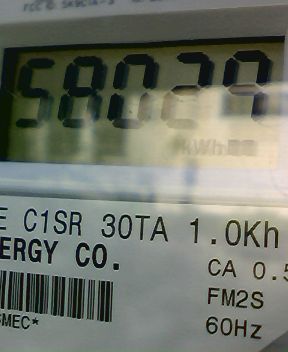 58029
kWh
E C1SR 30TA 1.0Kh
ERGY CO.
CA 0.5
FM2S
60Hz
SMEC*